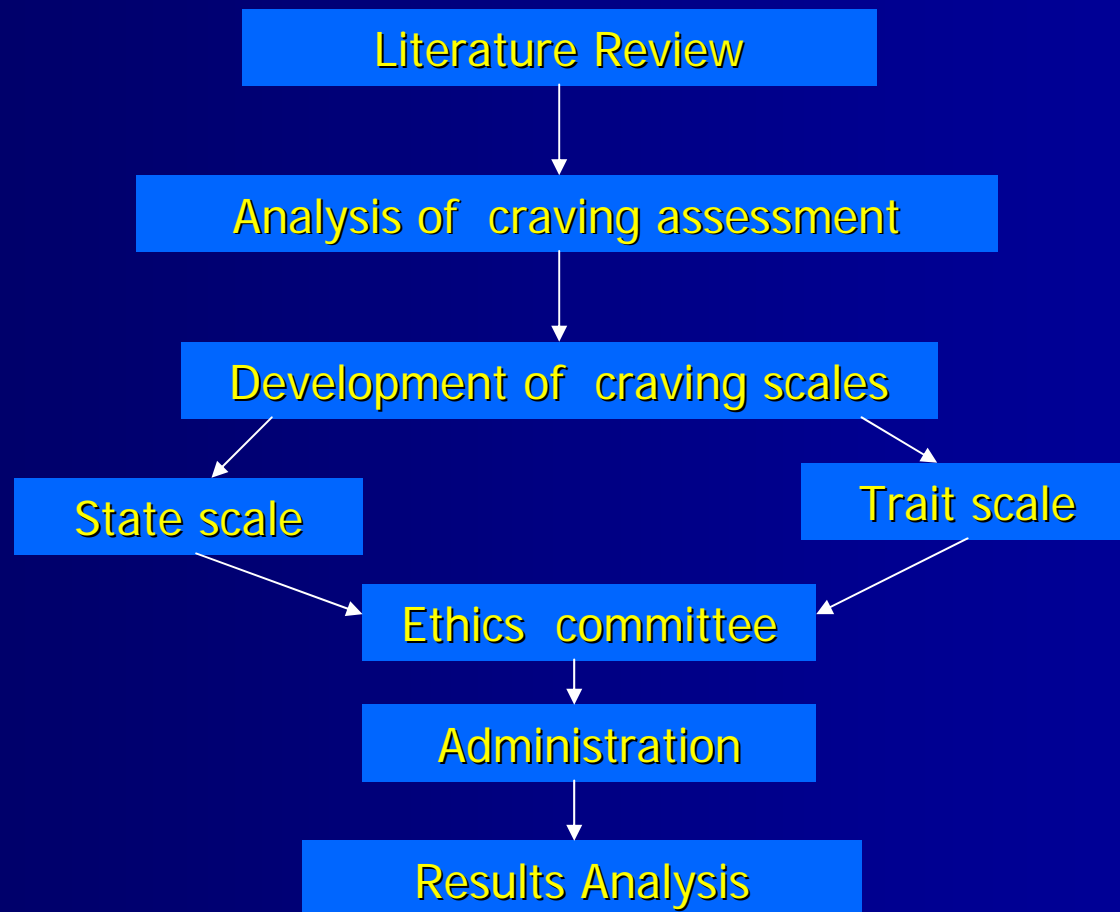 Literature Review
Analysis of craving assessment
Development of craving scales
State scale
Trait scale
Ethics committee
Administration
Results Analysis